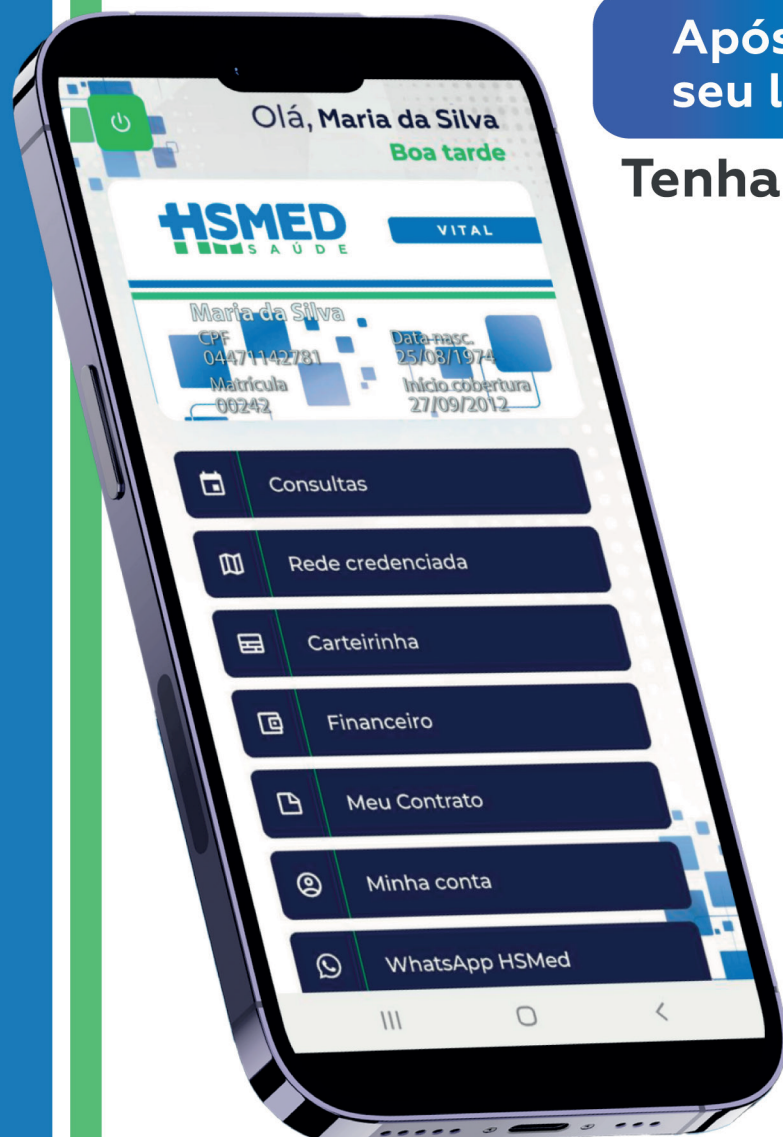 Após
seu l
Tenha
Olá, Maria da Silva
Boa tarde
HSMED
SAÚDE
VITAL
Maria da Silva
CPF
04471142781
Data nasc.
25/08/1974
Matrícula
00242
Início cobertura
27/09/2012
Consultas
Rede credenciada
Carteirinha
Financeiro
Meu Contrato
Minha conta
WhatsApp HSMed